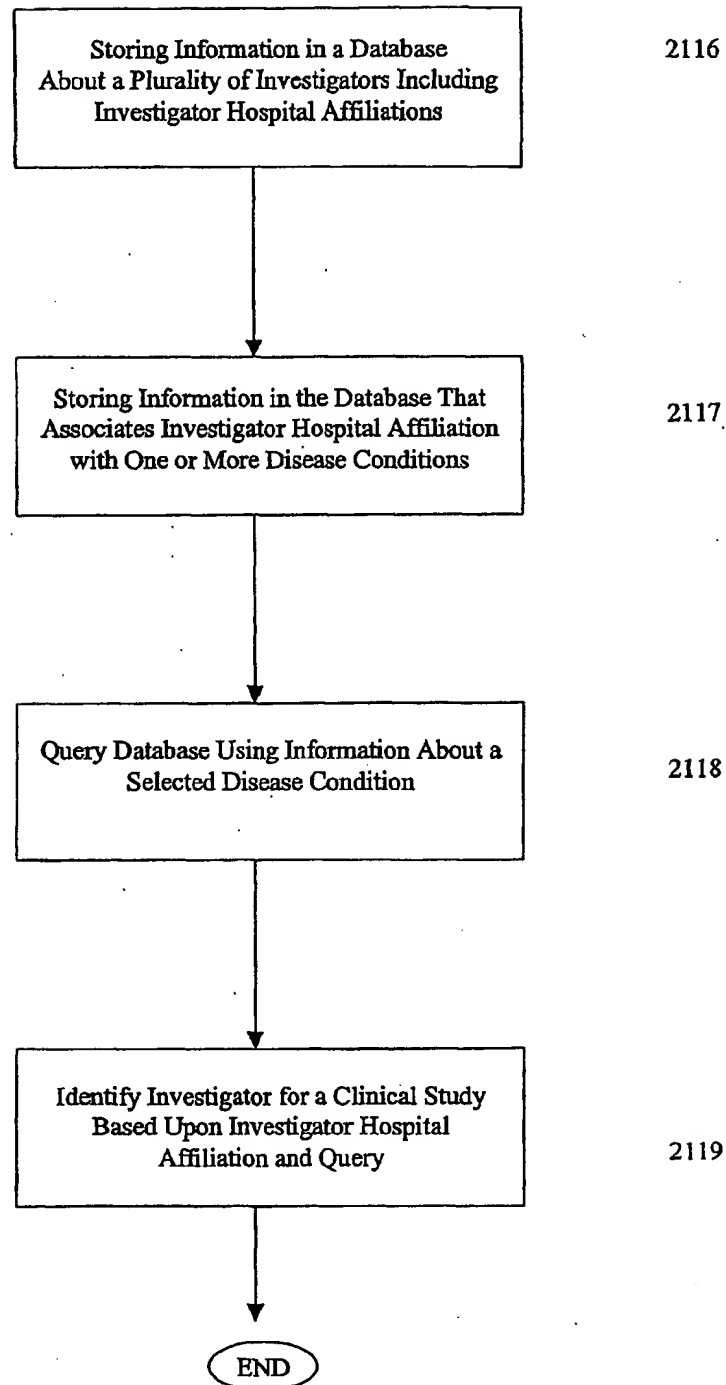 Storing Information in a Database
About a Plurality of Investigators Including
Investigator Hospital Affiliations
2116
Storing Information in the Database That
Associates Investigator Hospital Affiliation
with One or More Disease Conditions
2117
Query Database Using Information About a
Selected Disease Condition
2118
Identify Investigator for a Clinical Study
Based Upon Investigator Hospital
Affiliation and Query
2119
END